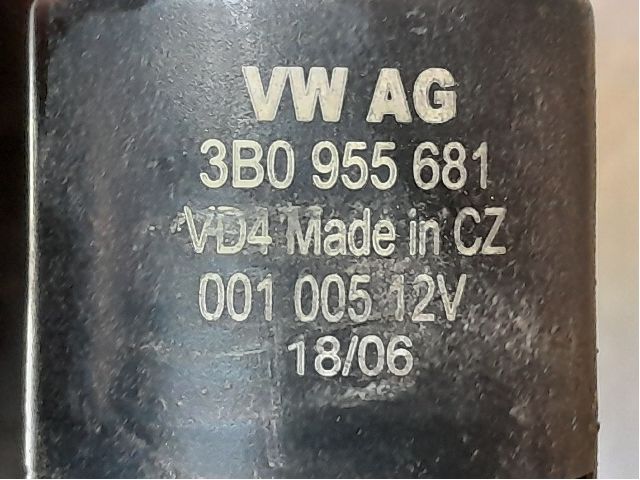 VW AG
3B0 955 681
VD4 Made in CZ
001 005 12V
18/06